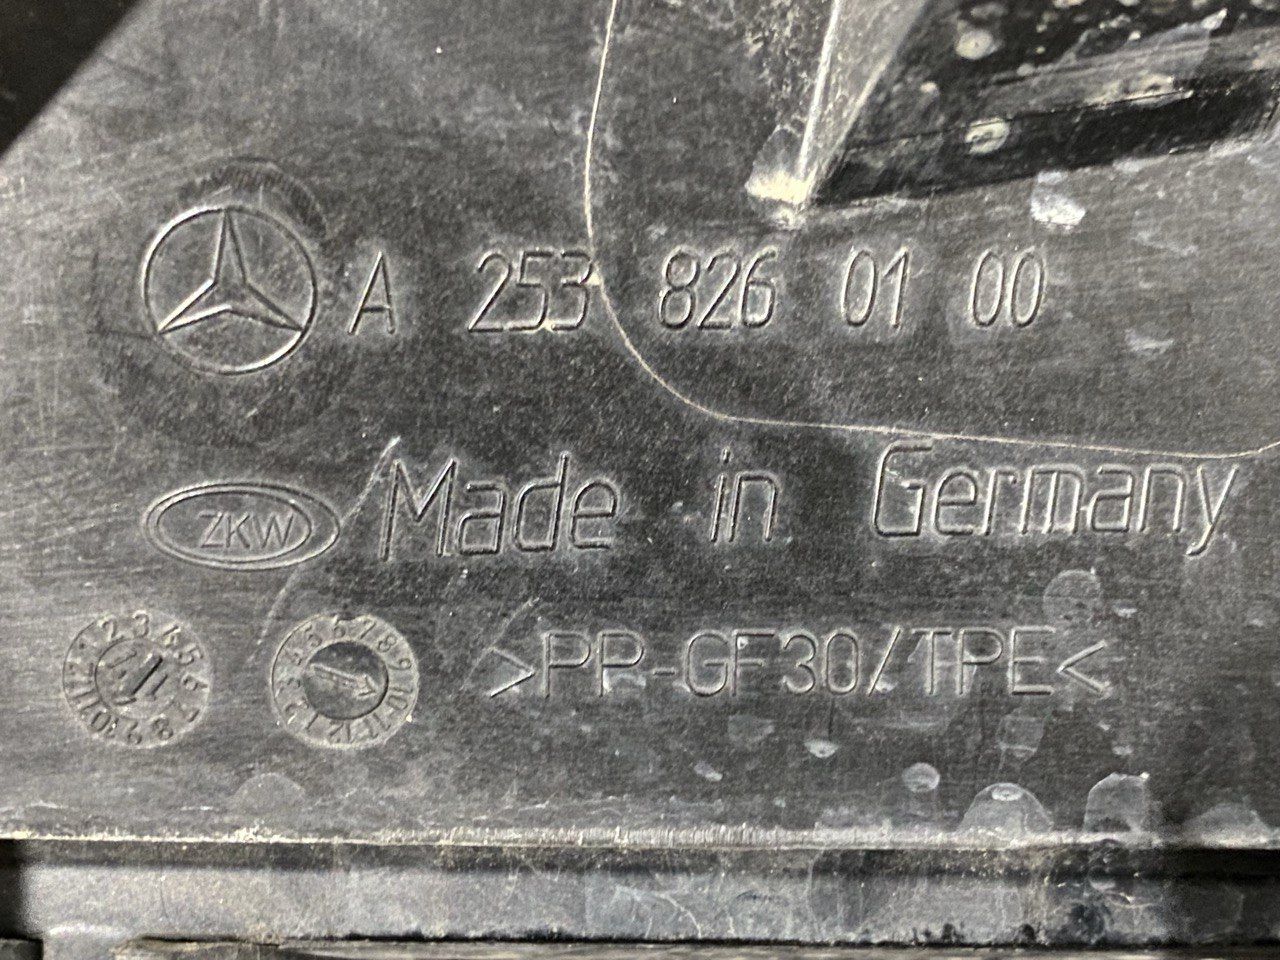 A 253 826 01 00
ZKW Made in Germany
>PP-GF30/TPE<